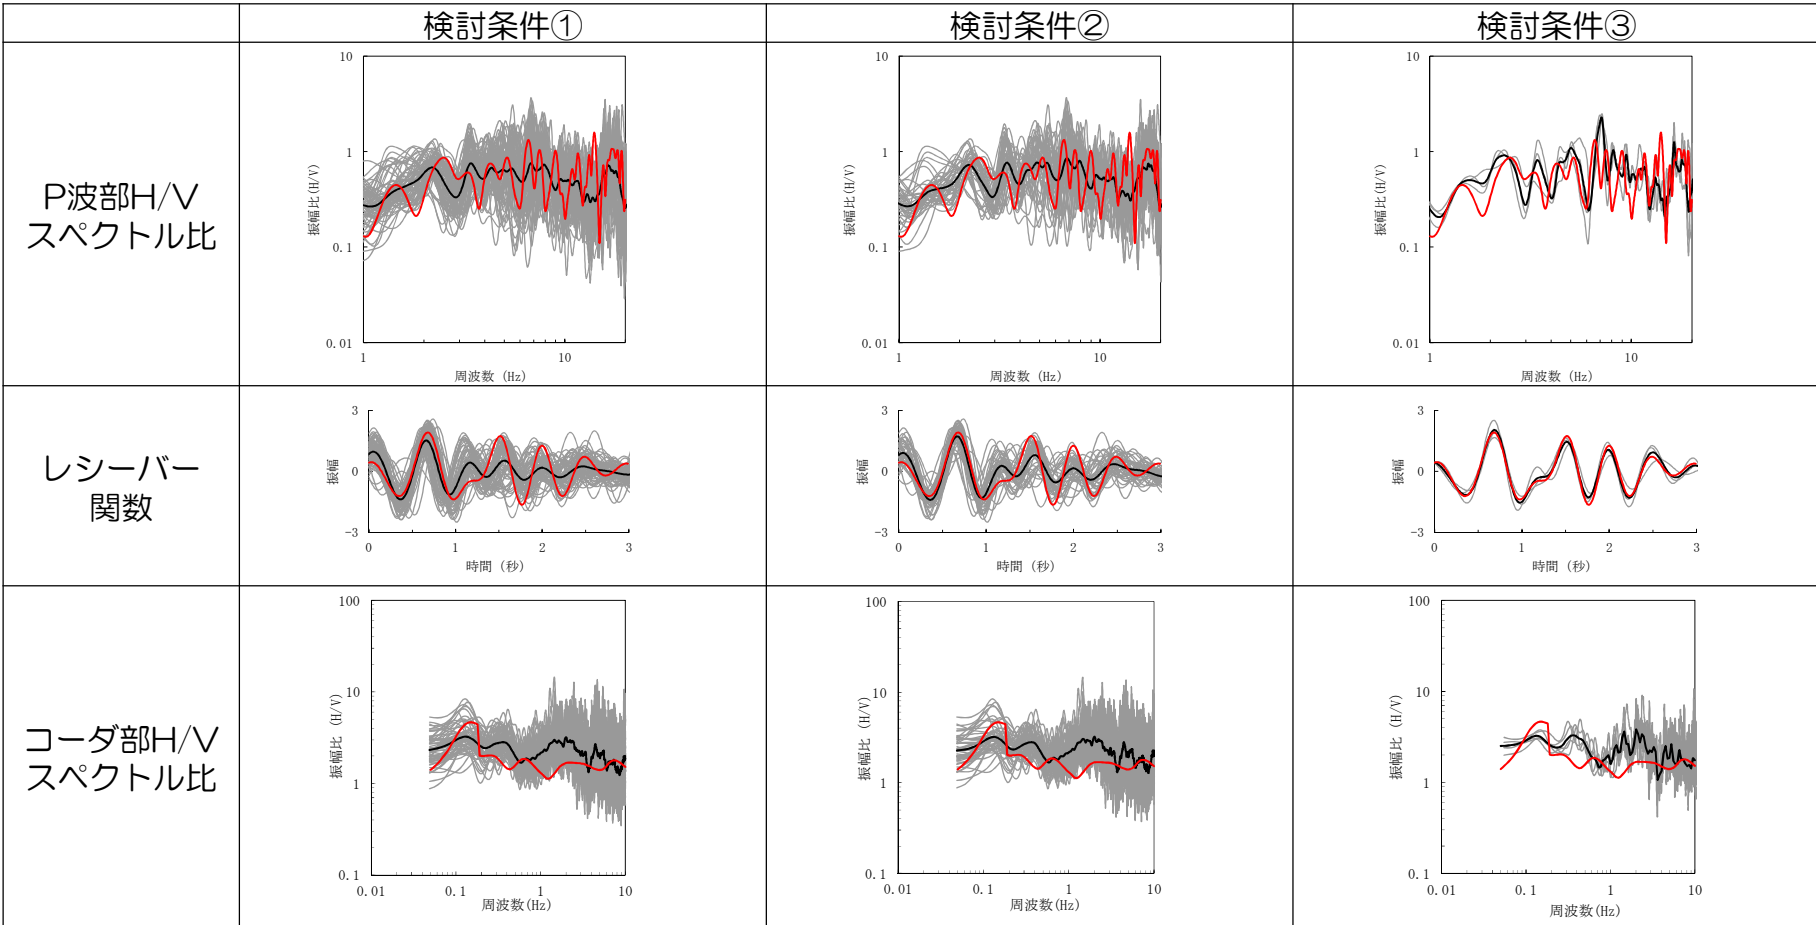 検討条件①
検討条件②
検討条件③
P波部H/V
スペクトル比
10
1
0.1
0.01
1
10
振幅比(H/V)
周波数 (Hz)
10
1
0.1
0.01
1
10
振幅比(H/V)
周波数 (Hz)
10
1
0.1
0.01
1
10
振幅比(H/V)
周波数 (Hz)
レシーバー
関数
3
0
-3
0
1
2
3
振幅
時間 (秒)
3
0
-3
0
1
2
3
振幅
時間 (秒)
3
0
-3
0
1
2
3
振幅
時間 (秒)
コーダ部H/V
スペクトル比
100
10
1
0.1
0.01
0.1
1
10
振幅比 (H/V)
周波数(Hz)
100
10
1
0.1
0.01
0.1
1
10
振幅比 (H/V)
周波数(Hz)
100
10
1
0.1
0.01
0.1
1
10
振幅比 (H/V)
周波数(Hz)